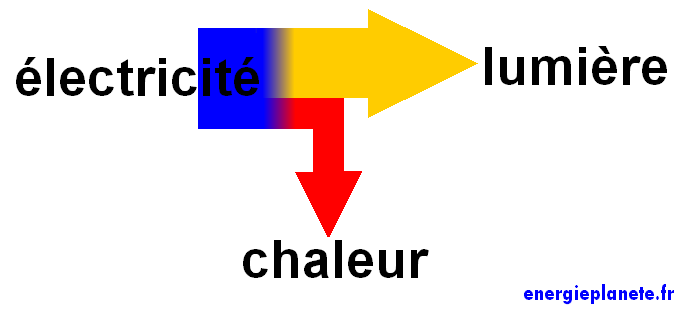 électricité
lumière
chaleur
energieplanete.fr